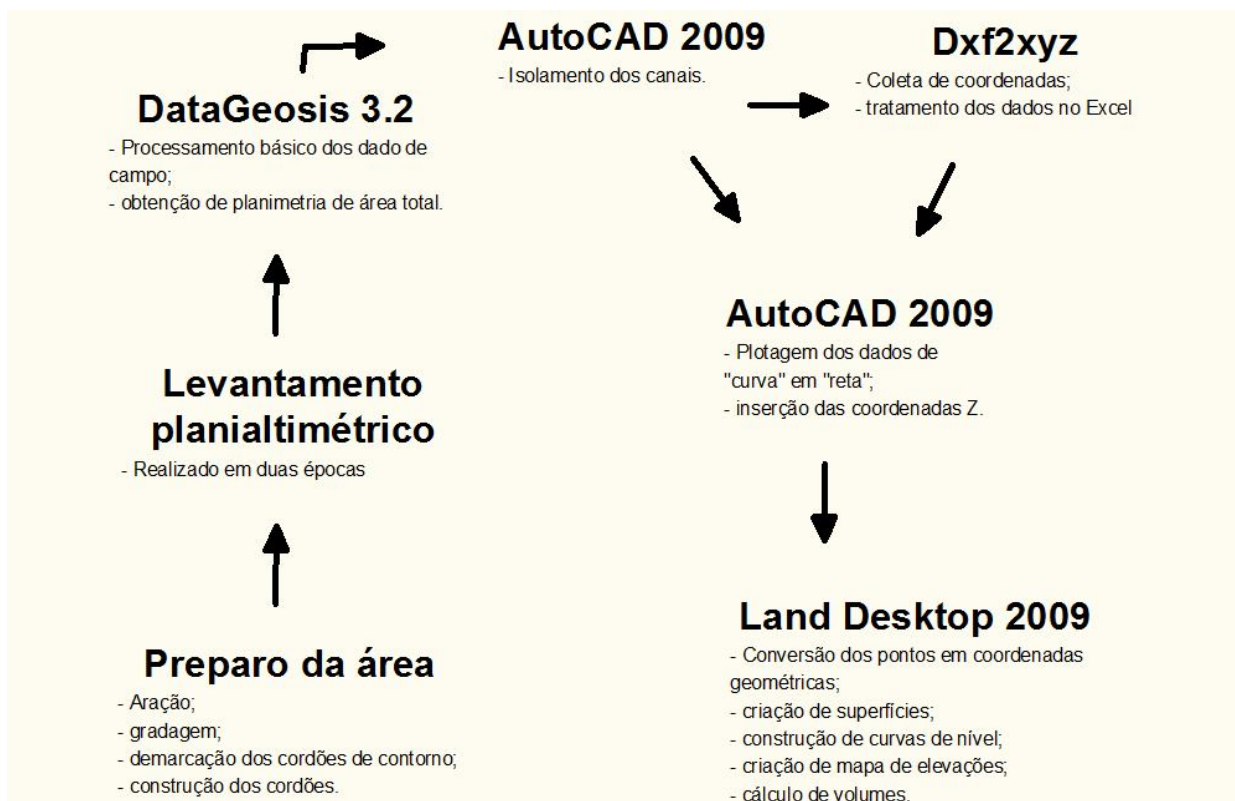 AutoCAD 2009
- Isolamento dos canais.
Dxf2xyz
- Coleta de coordenadas;
- tratamento dos dados no Excel
DataGeosis 3.2
- Processamento básico dos dado de
campo;
- obtenção de planimetria de área total.
AutoCAD 2009
- Plotagem dos dados de
"curva" em "reta";
- inserção das coordenadas Z.
Levantamento
planialtimétrico
- Realizado em duas épocas
Land Desktop 2009
- Conversão dos pontos em coordenadas
geométricas;
- criação de superfícies;
- construção de curvas de nível;
- criação de mapa de elevações;
- cálculo de volumes.
Preparo da área
- Aração;
- gradagem;
- demarcação dos cordões de contorno;
- construção dos cordões.